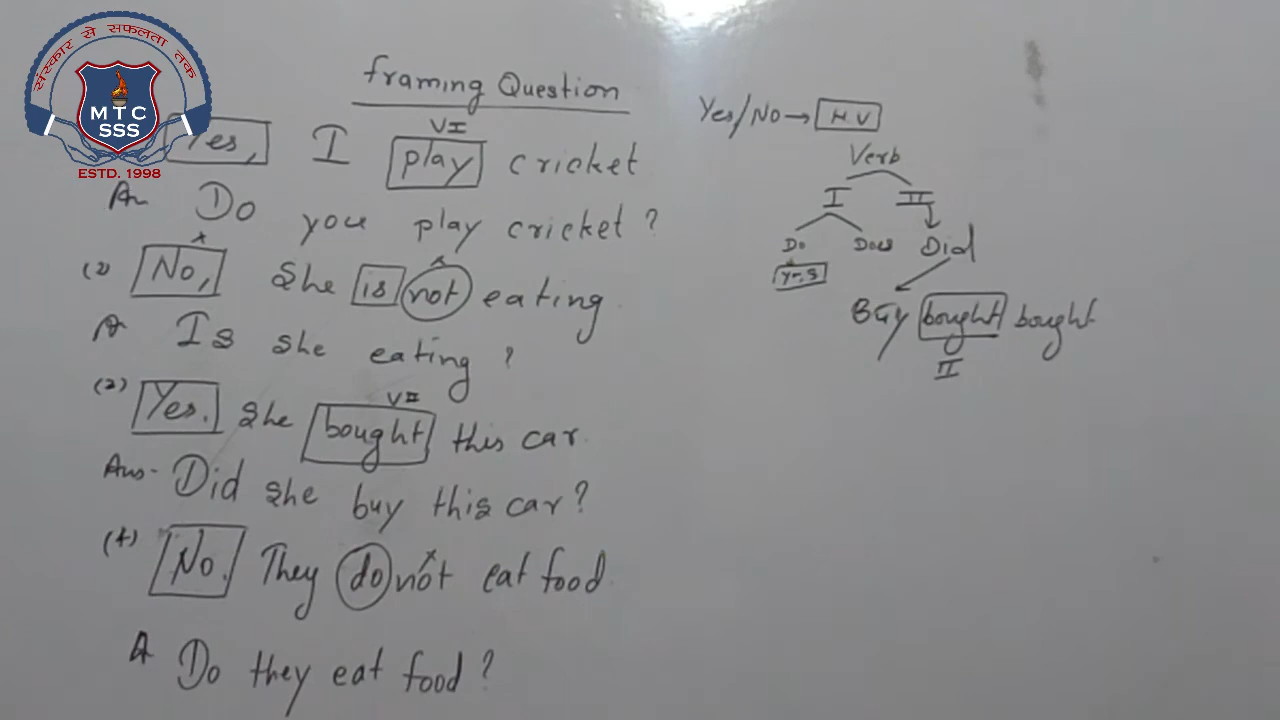 संस्कार से सफलता तक
MTC
SSS
ESTD. 1998
framing Question
Yes, I play cricket
VI
An Do you play cricket ?
(2) No, She is not eating
A Is she eating ?
(3) Yes. She bought this car.
VII
Ans- Did she buy this car?
(4) No. They do not eat food.
A Do they eat food?
Yes/No → H V
Verb
I II
Do Does Did
Buy bought bought
II